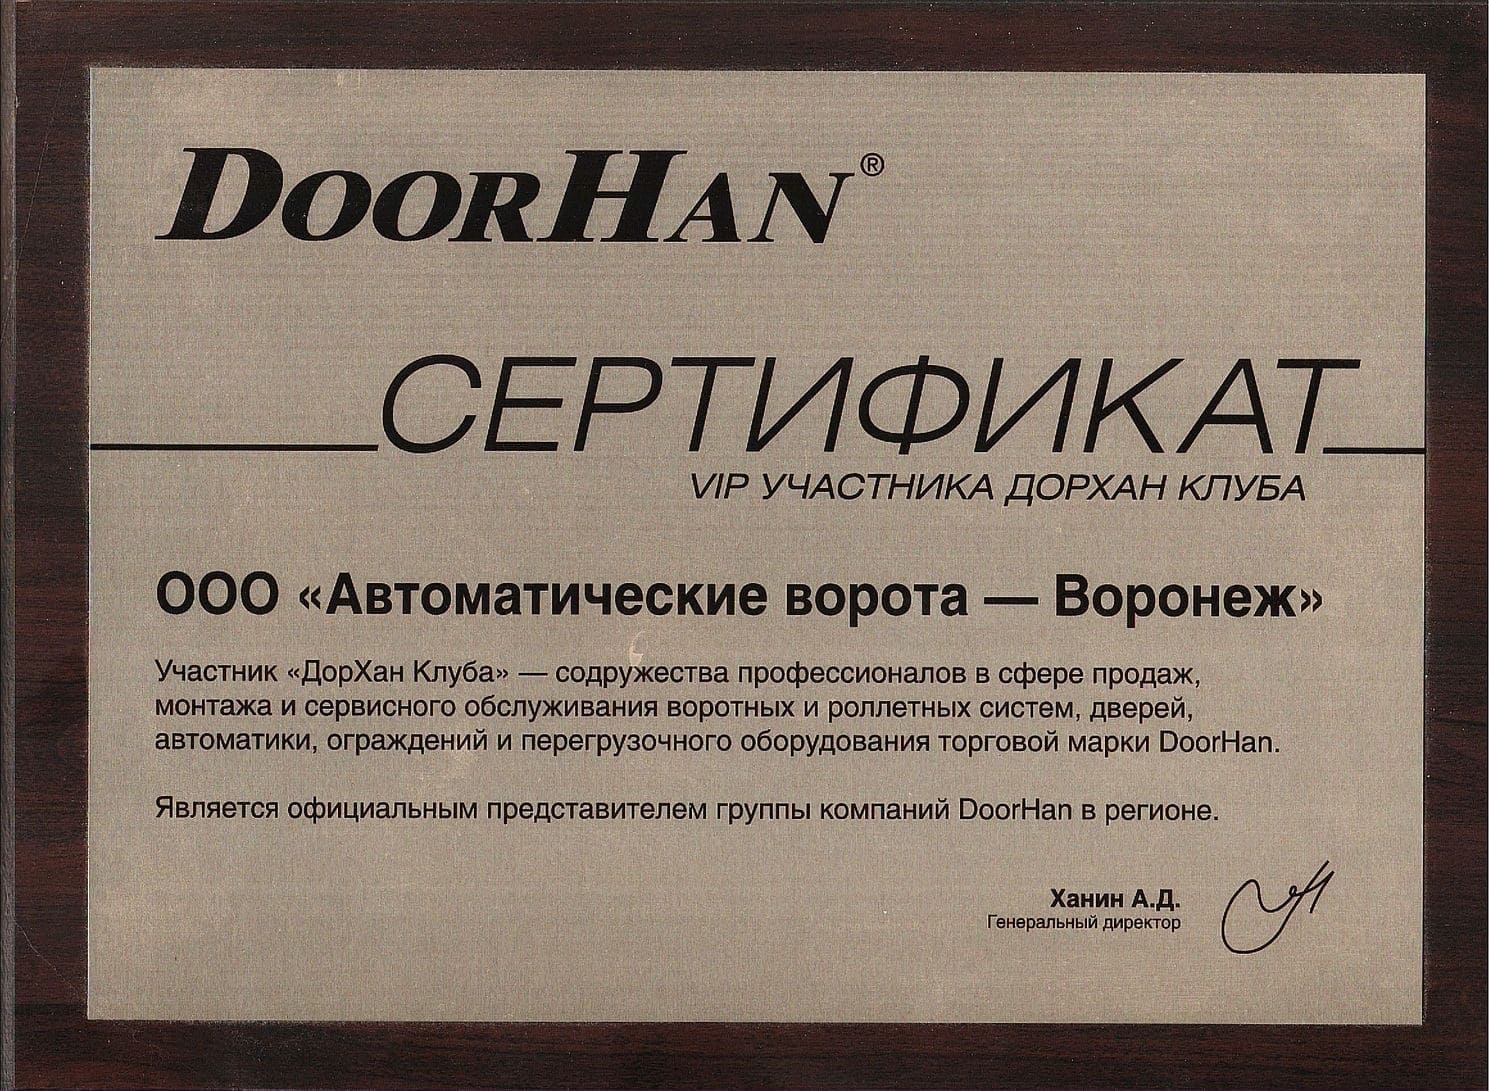 DOORHAN®
СЕРТИФИКАТ
VIP УЧАСТНИКА ДОРХАН КЛУБА
ООО «Автоматические ворота — Воронеж»
Участник «ДорХан Клуба» — содружества профессионалов в сфере продаж,
монтажа и сервисного обслуживания воротных и роллетных систем, дверей,
автоматики, ограждений и перегрузочного оборудования торговой марки DoorHan.
Является официальным представителем группы компаний DoorHan в регионе.
Ханин А.Д.
Генеральный директор